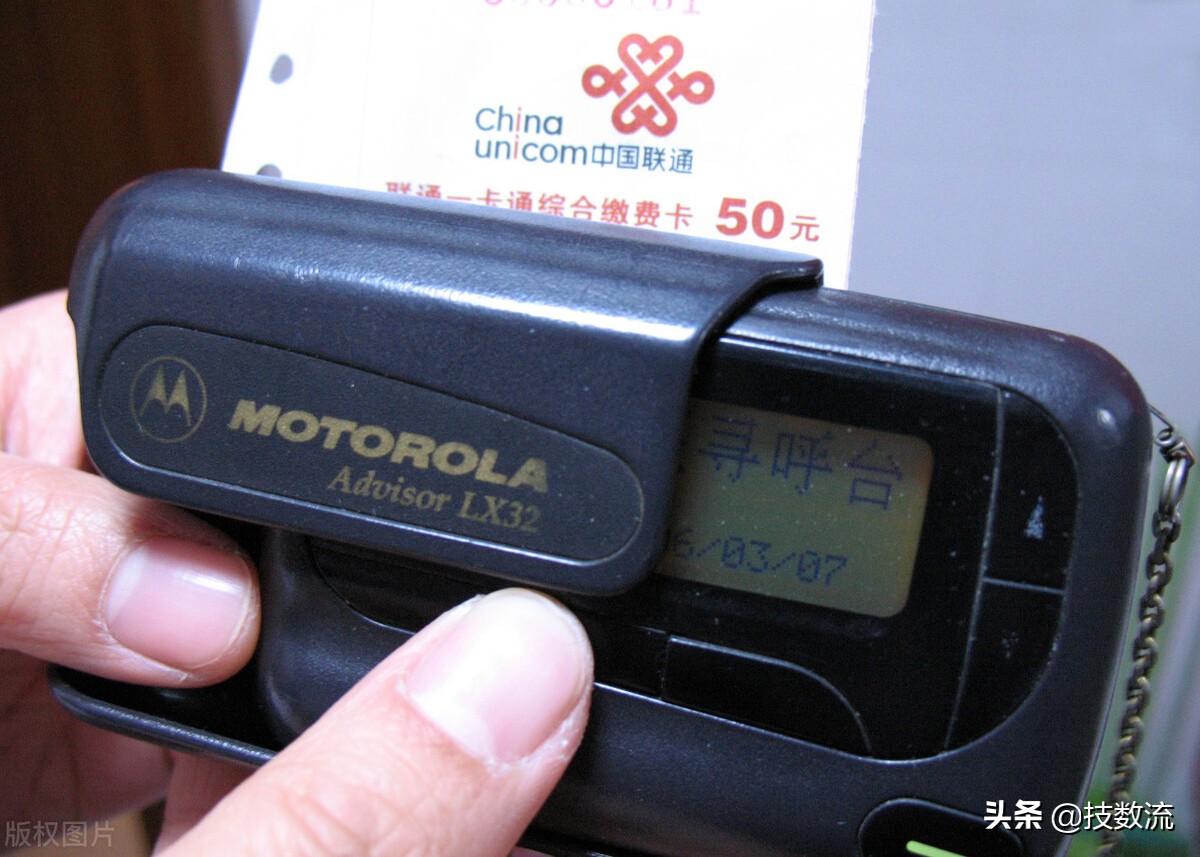 China
unicom中国联通
联通一卡通综合缴费卡 50元
MOTOROLA
Advisor LX32
寻呼台
6/03/07
头条 @技数流
版权图片